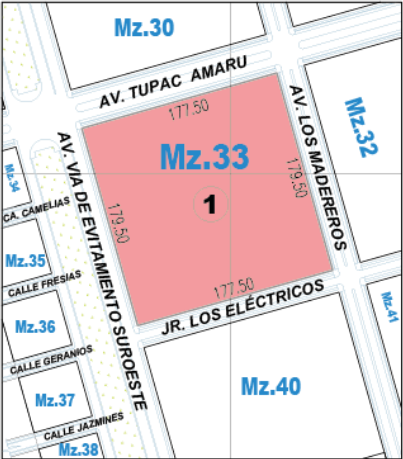 Mz.30
AV. TUPAC AMARU
177.50
Mz.32
Mz.33
AV. LOS MADEREROS
AV. VIA DE EVITAMIENTO SUROESTE
179.50
179.50
1
Mz.34
CA. CAMELIAS
Mz.35
CALLE FRESIAS
177.50
JR. LOS ELÉCTRICOS
Mz.41
Mz.36
CALLE GERANIOS
Mz.37
Mz.40
CALLE JAZMINES
Mz.38